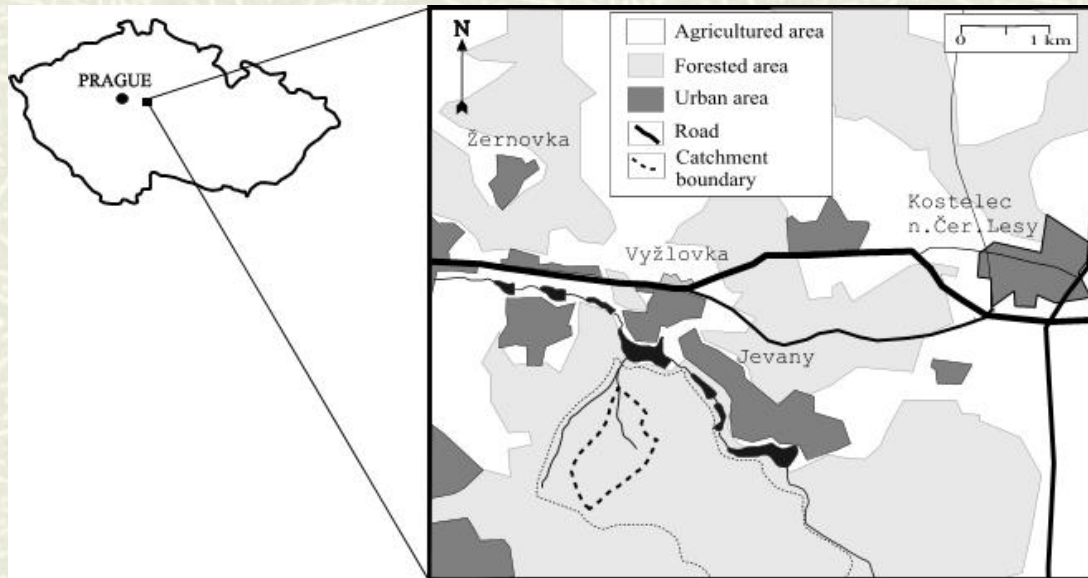 PRAGUE
N
Agricultured area
Forested area
Urban area
Road
Catchment
boundary
0 1 km
Žernovka
Kostelec
n.Čer.Lesy
Vyžlovka
Jevany